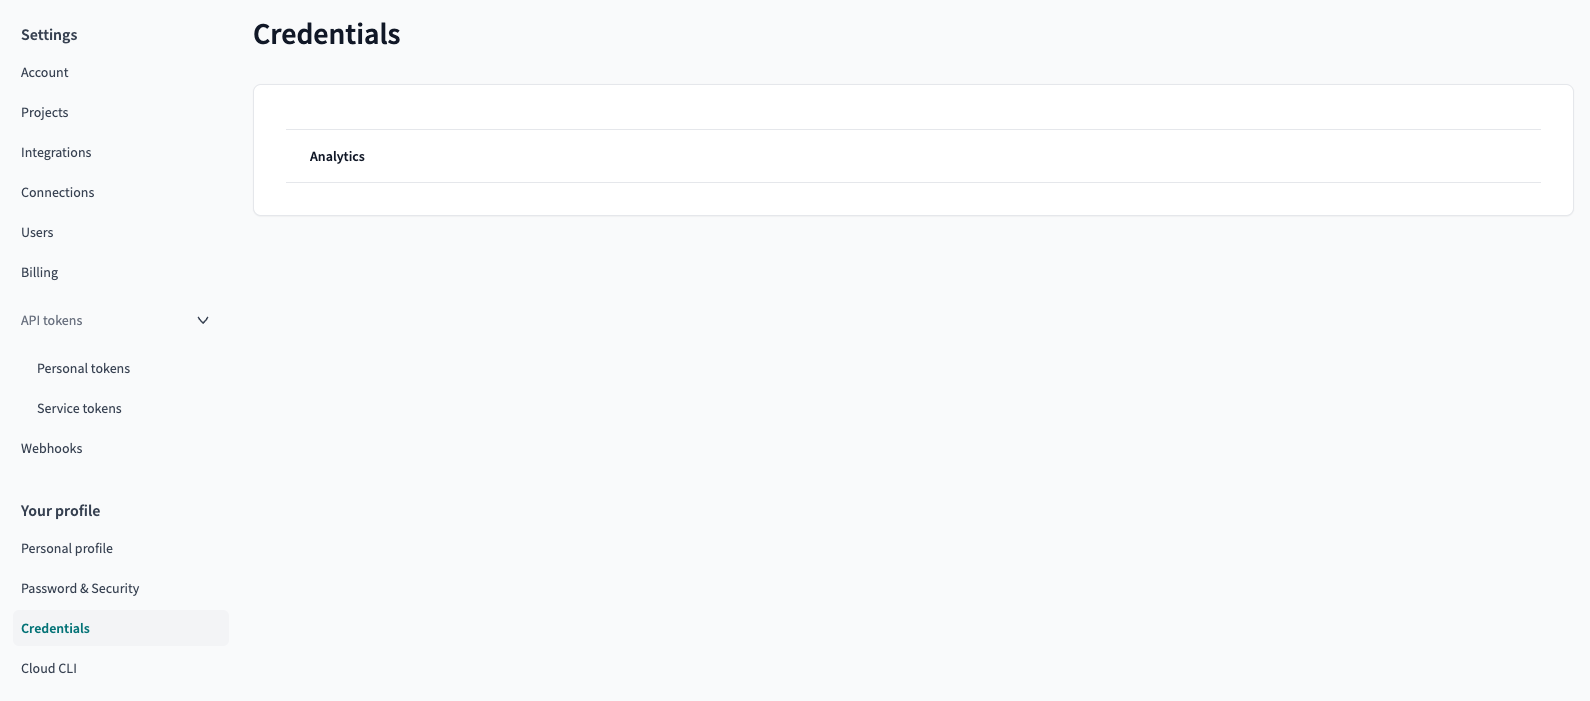 Settings
Account
Projects
Integrations
Connections
Users
Billing
API tokens
Personal tokens
Service tokens
Webhooks
Your profile
Personal profile
Password & Security
Credentials
Cloud CLI
Credentials
Analytics